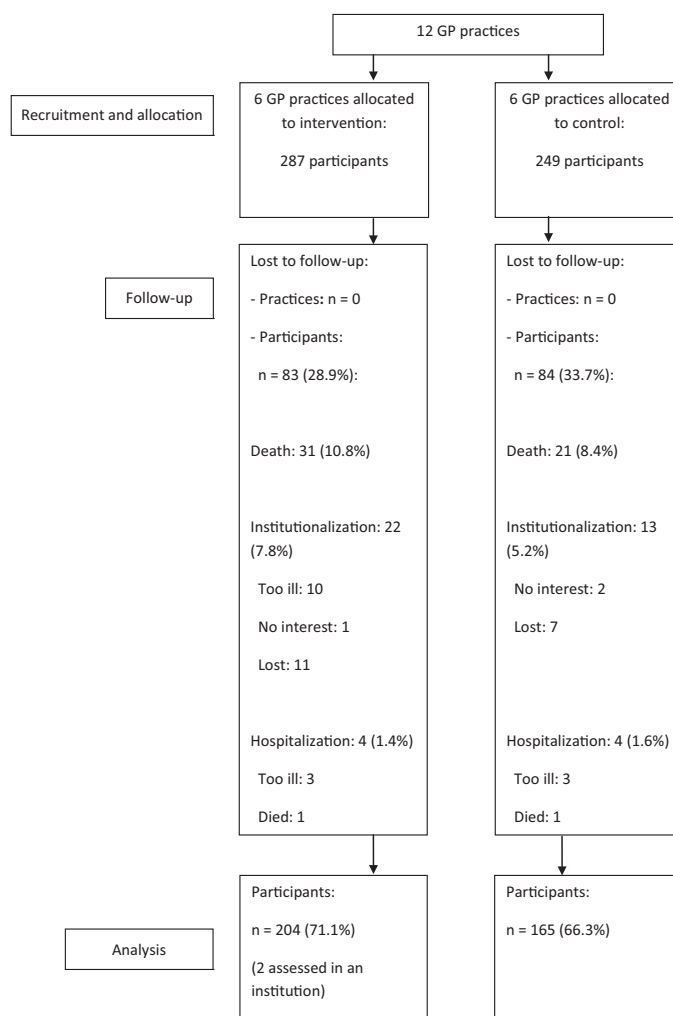 12 GP practices
Recruitment and allocation
6 GP practices allocated
to intervention:
287 participants
6 GP practices allocated
to control:
249 participants
Follow-up
Lost to follow-up:
- Practices: n = 0
- Participants:
n = 83 (28.9%):
Death: 31 (10.8%)
Institutionalization: 22
(7.8%)
Too ill: 10
No interest: 1
Lost: 11
Hospitalization: 4 (1.4%)
Too ill: 3
Died: 1
Lost to follow-up:
- Practices: n = 0
- Participants:
n = 84 (33.7%):
Death: 21 (8.4%)
Institutionalization: 13
(5.2%)
No interest: 2
Lost: 7
Hospitalization: 4 (1.6%)
Too ill: 3
Died: 1
Analysis
Participants:
n = 204 (71.1%)
(2 assessed in an
institution)
Participants:
n = 165 (66.3%)